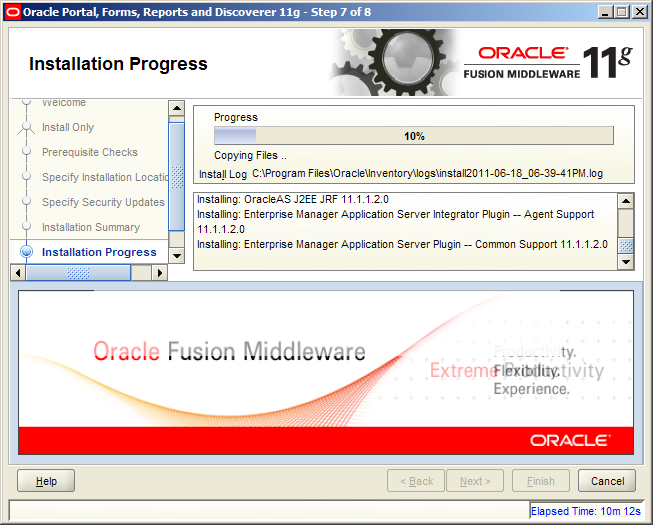 Oracle Portal, Forms, Reports and Discoverer 11g - Step 7 of 8
Installation Progress
ORACLE
FUSION MIDDLEWARE 11g
Welcome
Install Only
Prerequisite Checks
Specify Installation Locatio
Specify Security Updates
Installation Summary
Installation Progress
Progress
10%
Copying Files ..
Install Log C:\Program Files\Oracle\Inventory\logs\install2011-06-18_06-39-41PM.log
Installing: OracleAS J2EE JRF 11.1.1.2.0
Installing: Enterprise Manager Application Server Integrator Plugin -- Agent Support
11.1.1.2.0
Installing: Enterprise Manager Application Server Plugin -- Common Support 11.1.1.2.0
Oracle Fusion Middleware
Productivity.
Extreme Productivity
Flexibility.
Experience.
ORACLE
Help
< Back
Next >
Finish
Cancel
Elapsed Time: 10m 12s